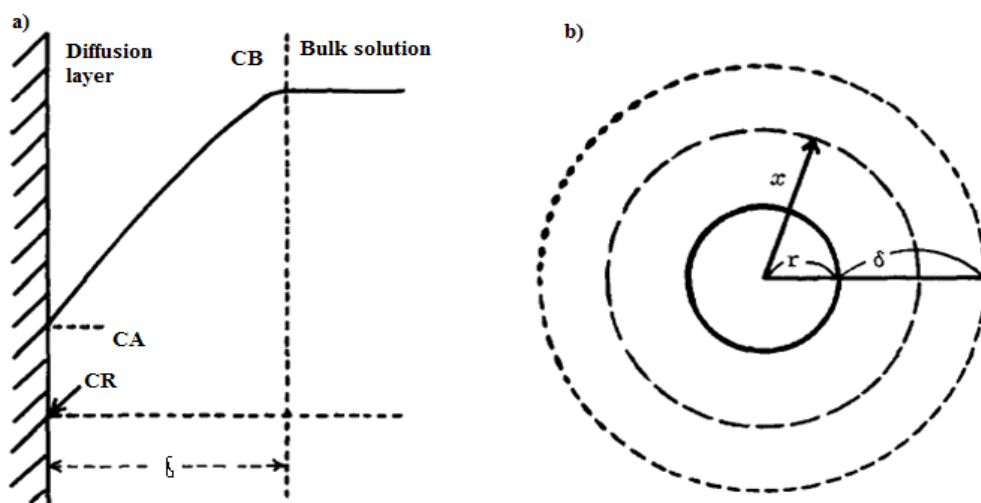 a)
Diffusion
layer
CB
Bulk solution
CA
CR
b)
x
r
δ